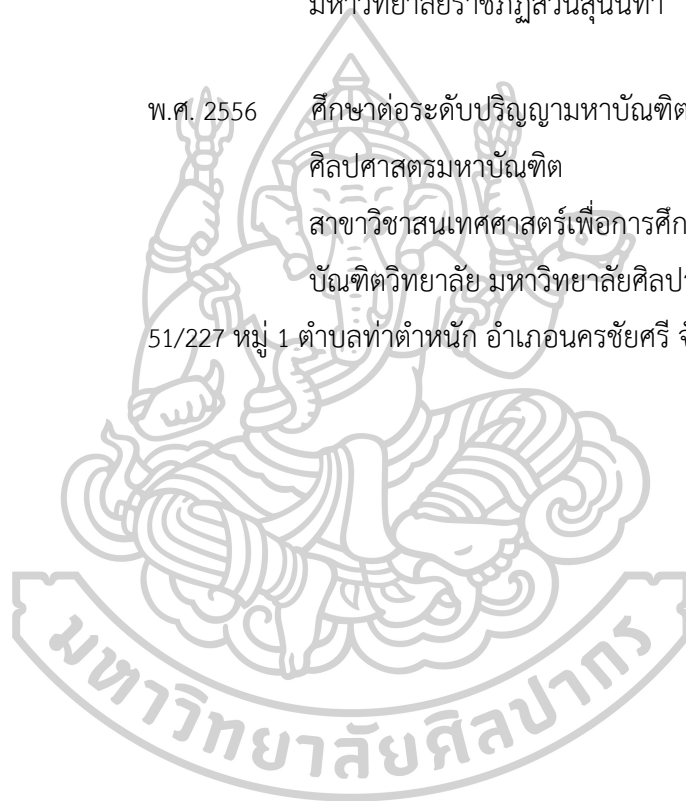 มหาวิทยาลัยราชภัฏสวนสุนันทา
พ.ศ. 2556 ศึกษาต่อระดับปริญญามหาบัณฑิต
ศิลปศาสตรมหาบัณฑิต
สาขาวิชาสนเทศศาสตร์เพื่อการศึก
บัณฑิตวิทยาลัย มหาวิทยาลัยศิลปา
51/227 หมู่ 1 ตำบลท่าตำหนัก อำเภอนครชัยศรี จั
มหาวิทยาลัยศิลปากร